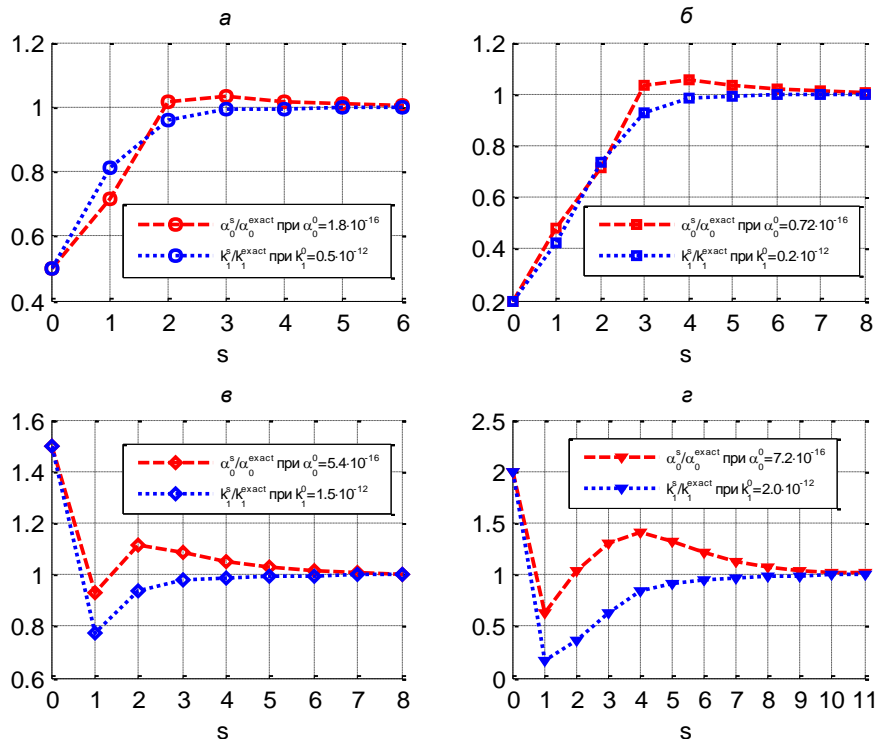 а
1.2
1
0.8
0.6
0.4
0 1 2 3 4 5 6
s
α₀ˢ/α₀ᵉˣᵃᶜᵗ при α₀⁰=1.8·10⁻¹⁶
k₁ˢ/k₁ᵉˣᵃᶜᵗ при k₁⁰=0.5·10⁻¹²
б
1.2
1
0.8
0.6
0.4
0.2
0 1 2 3 4 5 6 7 8
s
α₀ˢ/α₀ᵉˣᵃᶜᵗ при α₀⁰=0.72·10⁻¹⁶
k₁ˢ/k₁ᵉˣᵃᶜᵗ при k₁⁰=0.2·10⁻¹²
в
1.6
1.4
1.2
1
0.8
0.6
0 1 2 3 4 5 6 7 8
s
α₀ˢ/α₀ᵉˣᵃᶜᵗ при α₀⁰=5.4·10⁻¹⁶
k₁ˢ/k₁ᵉˣᵃᶜᵗ при k₁⁰=1.5·10⁻¹²
г
2.5
2
1.5
1
0.5
0
0 1 2 3 4 5 6 7 8 9 10 11
s
α₀ˢ/α₀ᵉˣᵃᶜᵗ при α₀⁰=7.2·10⁻¹⁶
k₁ˢ/k₁ᵉˣᵃᶜᵗ при k₁⁰=2.0·10⁻¹²